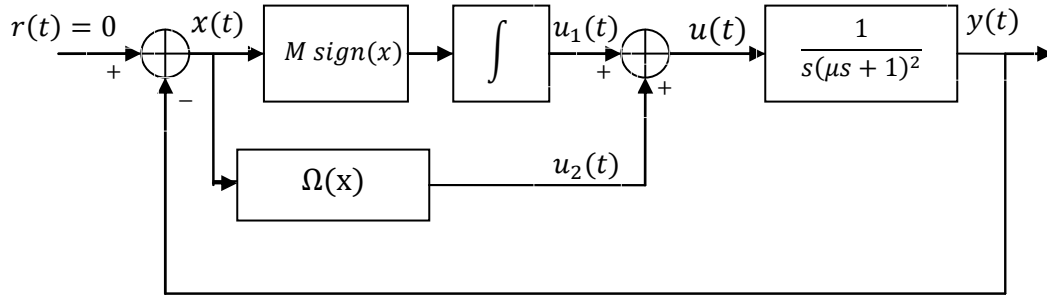 r(t) = 0
x(t)
M sign(x)
∫
u₁(t)
u(t)
1
s(μs + 1)²
y(t)
+
−
+
+
Ω(x)
u₂(t)